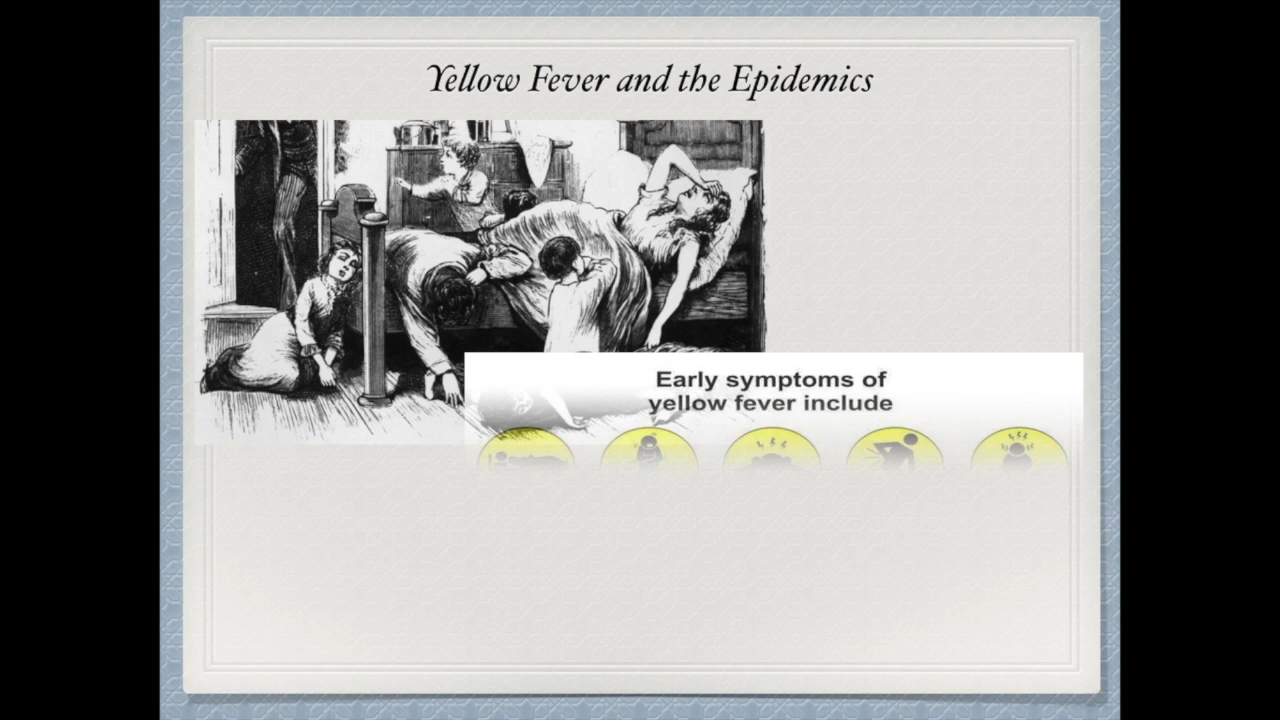 Yellow Fever and the Epidemics
Early symptoms of
yellow fever include